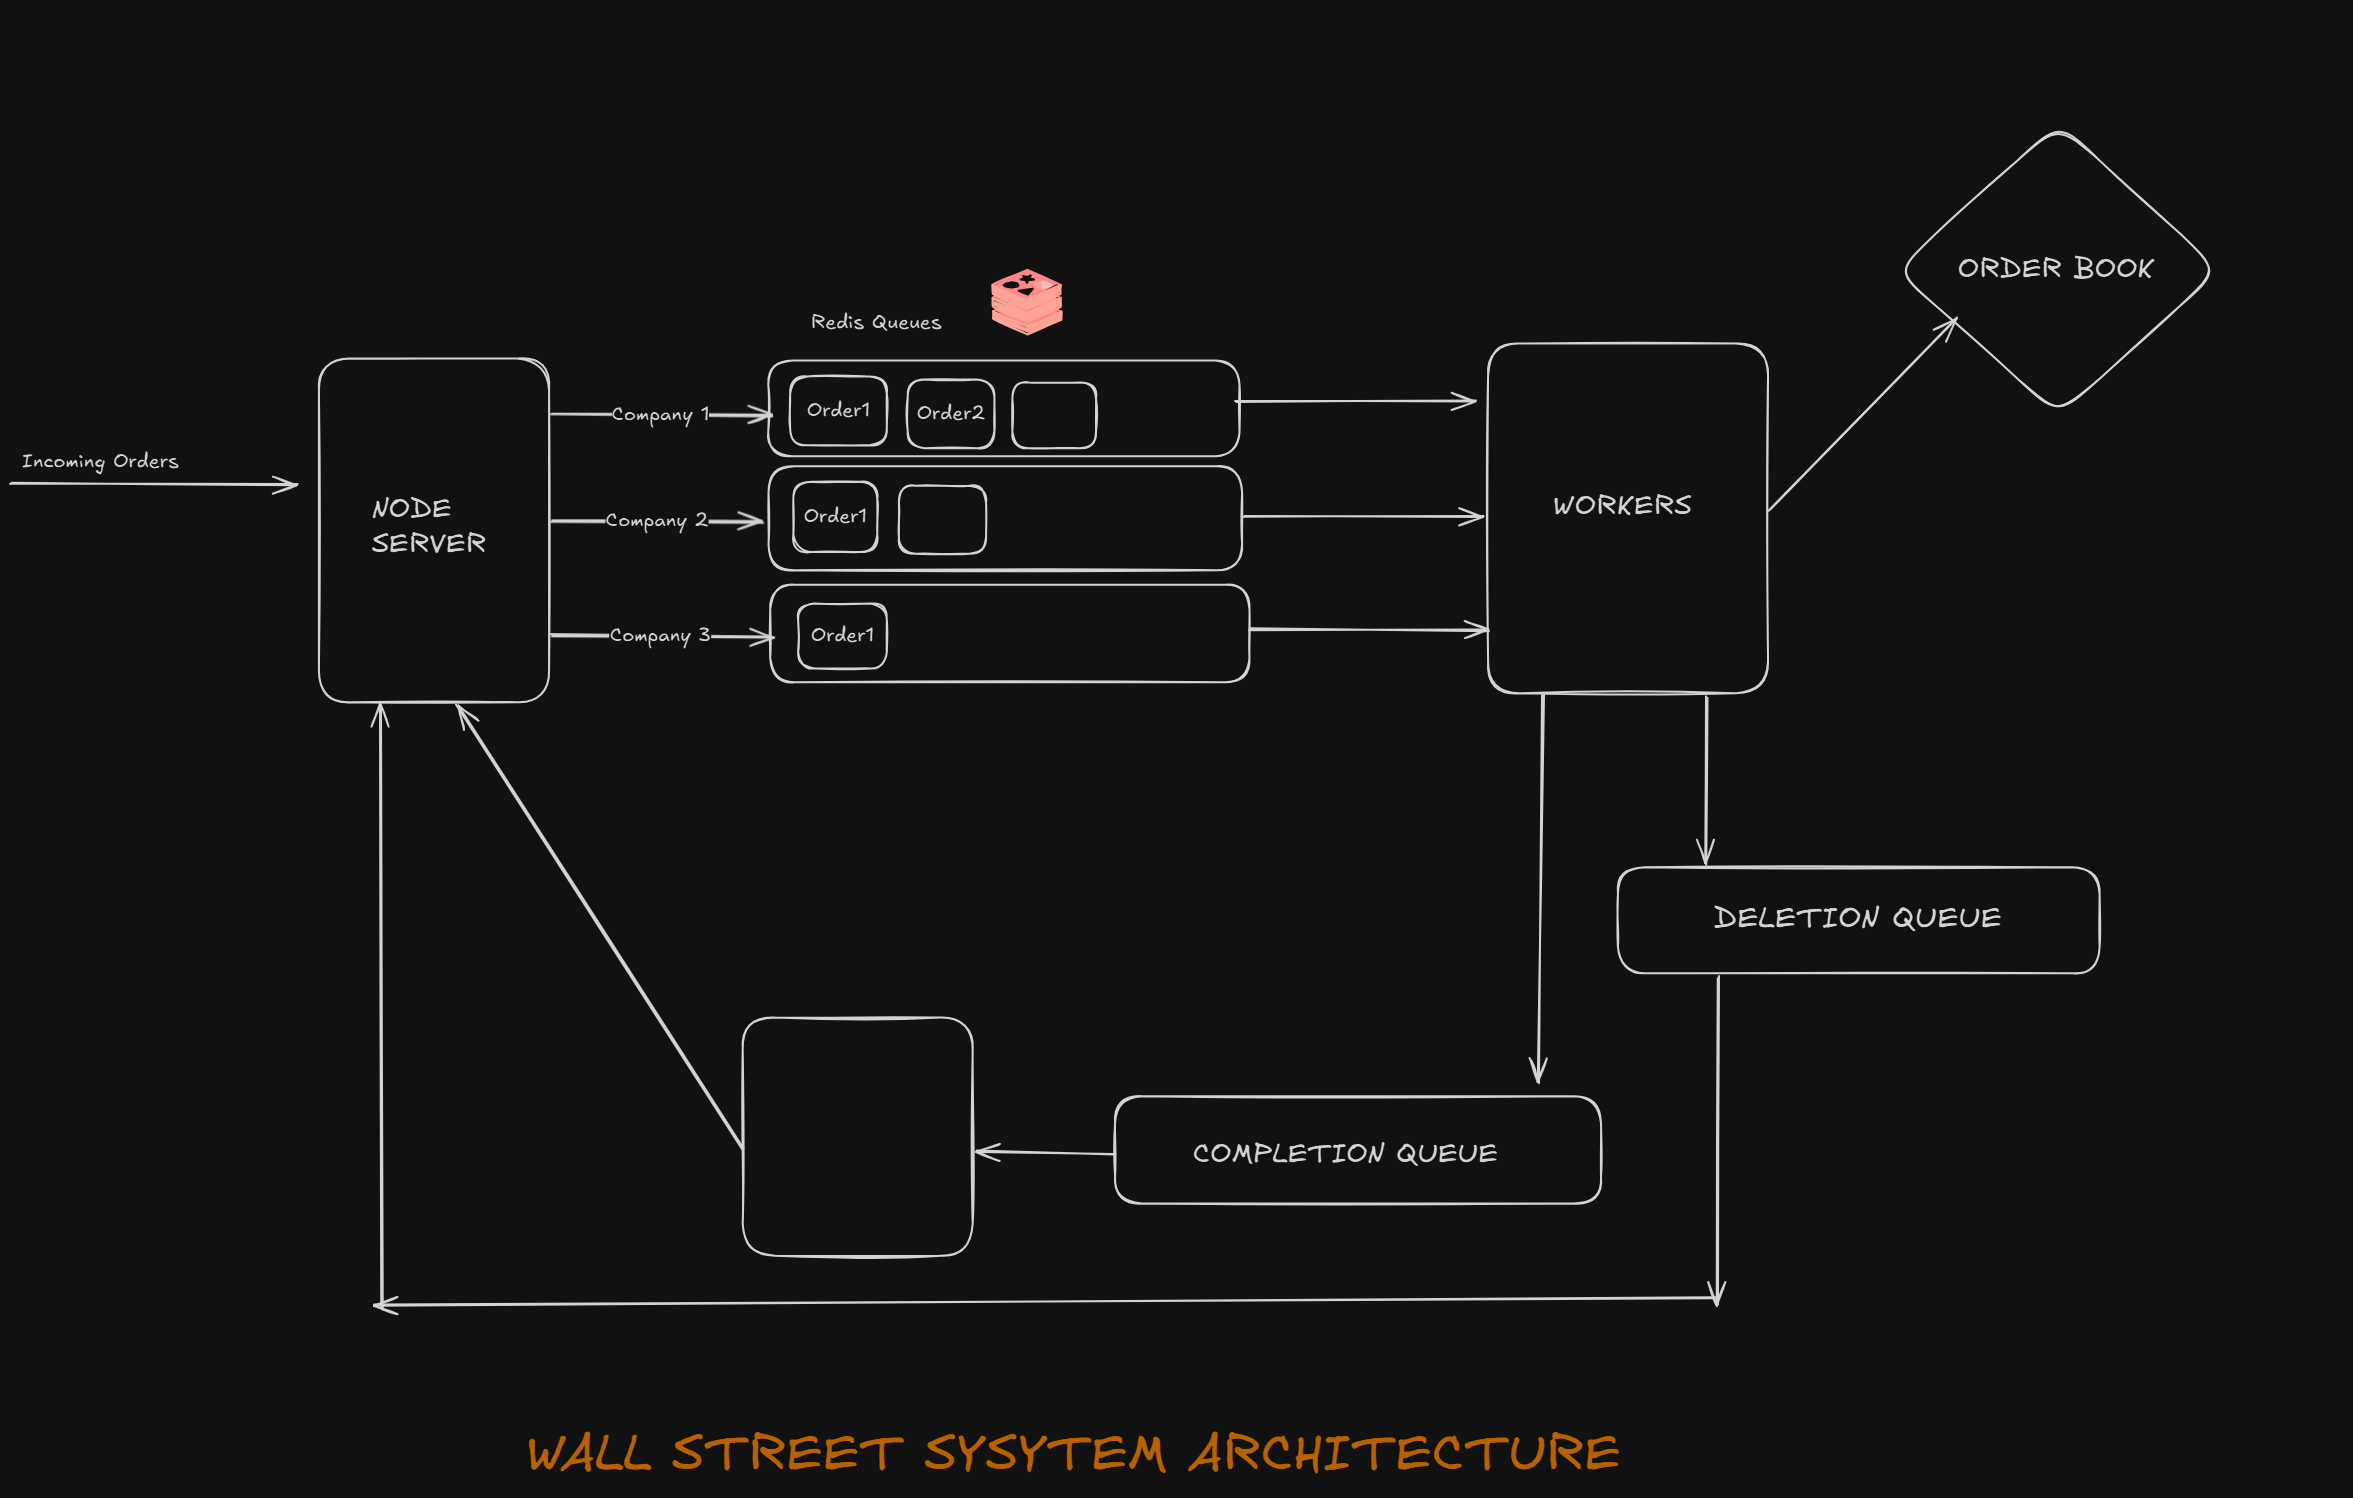 ORDER BOOK
Redis Queues
Incoming Orders
NODE
SERVER
Company 1
Order1
Order2
Company 2
Order1
Company 3
Order1
WORKERS
DELETION QUEUE
COMPLETION QUEUE
WALL STREET SYSYTEM ARCHITECTURE